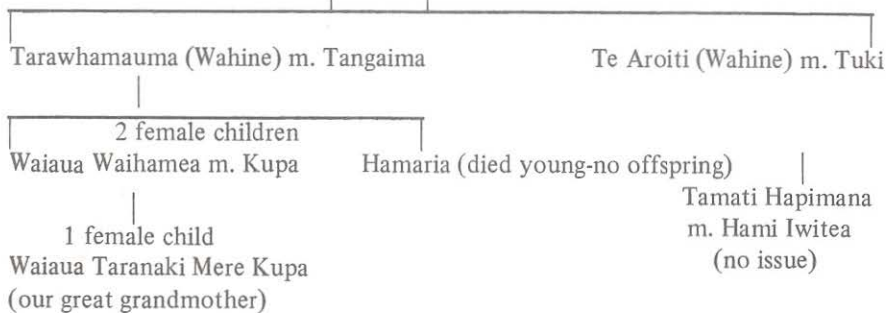 Tarawhamauma (Wahine) m. Tangaima Te Aroiti (Wahine) m. Tuki
2 female children
Waiaua Waihamea m. Kupa Hamaria (died young-no offspring)
Tamati Hapimana
m. Hami Iwitea
(no issue)
1 female child
Waiaua Taranaki Mere Kupa
(our great grandmother)